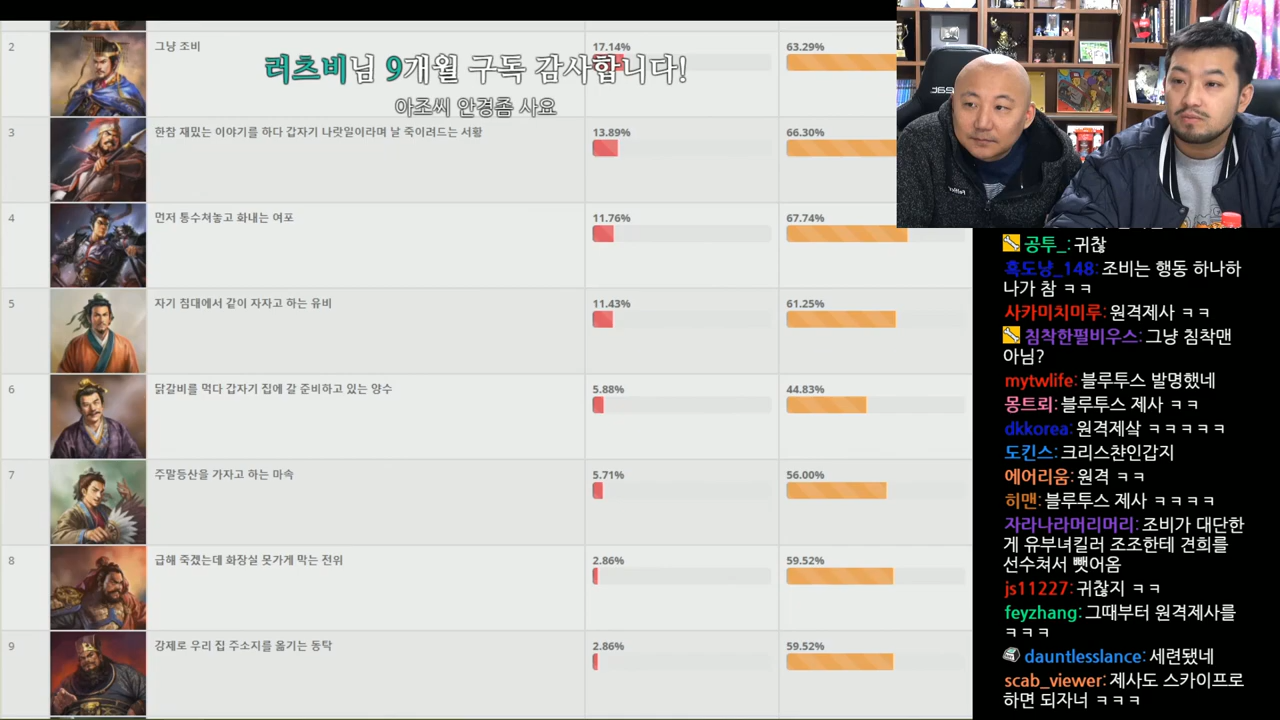 2
그냥 조비
17.14%
63.29%
러츠비님 9개월 구독 감사합니다!
아조씨 안경좀 사요
3
한참 재밌는 이야기를 하다 갑자기 나랏일이라며 날 죽이려드는 서황
13.89%
66.30%
4
먼저 통수쳐놓고 화내는 여포
11.76%
67.74%
5
자기 침대에서 같이 자자고 하는 유비
11.43%
61.25%
6
닭갈비를 먹다 갑자기 집에 갈 준비하고 있는 양수
5.88%
44.83%
7
주말등산을 가자고 하는 마속
5.71%
56.00%
8
급해 죽겠는데 화장실 못가게 막는 전위
2.86%
59.52%
9
강제로 우리 집 주소지를 옮기는 동탁
2.86%
59.52%
공투_: 귀찮
흑도냥_148: 조비는 행동 하나하
나가 참 ㅋㅋ
사카미치미루: 원격제사 ㅋㅋ
침착한펄비우스: 그냥 침착맨
아님?
mytwlife: 블루투스 발명했네
몽트뢰: 블루투스 제사 ㅋㅋ
dkkorea: 원격제삭 ㅋㅋㅋㅋㅋ
도킨스: 크리스챤인갑지
에어리움: 원격 ㅋㅋ
히맨: 블루투스 제사 ㅋㅋㅋㅋ
자라나라머리머리: 조비가 대단한
게 유부녀킬러 조조한테 견희를
선수쳐서 뺏어옴
js11227: 귀찮지 ㅋㅋ
feyzhang: 그때부터 원격제사를
ㅋㅋㅋ
dauntlesslance: 세련됐네
scab_viewer: 제사도 스카이프로
하면 되자너 ㅋㅋㅋ